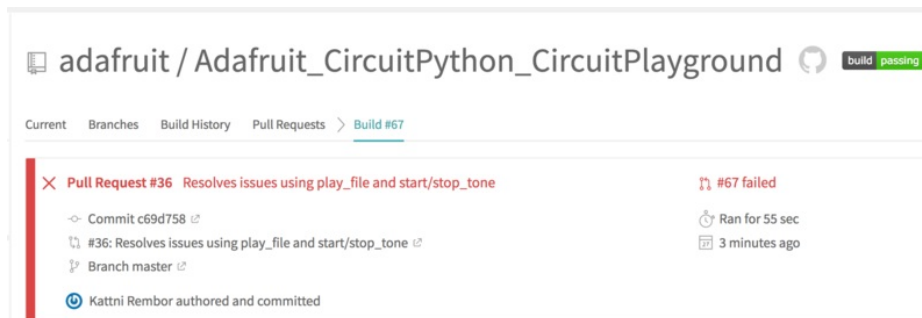 adafruit / Adafruit_CircuitPython_CircuitPlayground build passing
Current Branches Build History Pull Requests > Build #67
Pull Request #36 Resolves issues using play_file and start/stop_tone #67 failed
Commit c69d758 Ran for 55 sec
#36: Resolves issues using play_file and start/stop_tone 3 minutes ago
Branch master
Kattni Rembor authored and committed